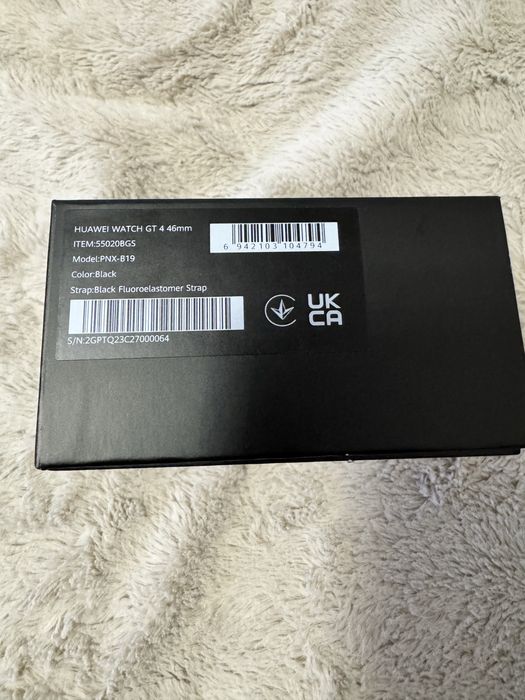 HUAWEI WATCH GT 4 46mm
ITEM:55020BGS
Model:PNX-B19
Color:Black
Strap:Black Fluoroelastomer Strap
6 942103 104794
S/N:2GPTQ23C27000064
UK
CA